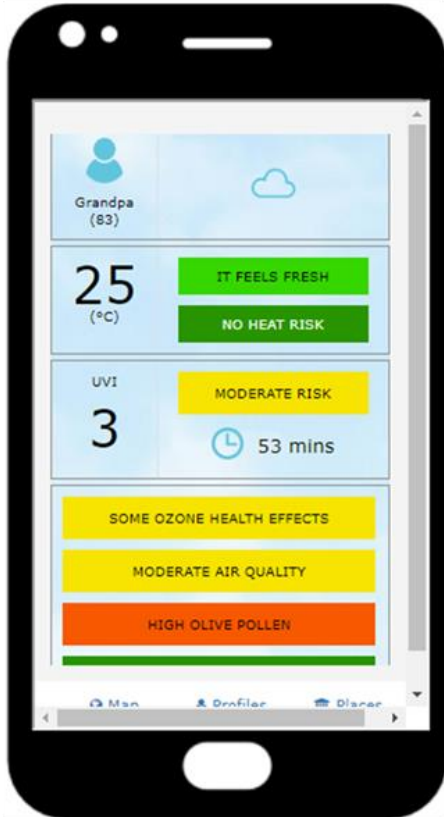 Grandpa
(83)
25
(°C)
IT FEELS FRESH
NO HEAT RISK
UVI
3
MODERATE RISK
53 mins
SOME OZONE HEALTH EFFECTS
MODERATE AIR QUALITY
HIGH OLIVE POLLEN
Map Profiles Places